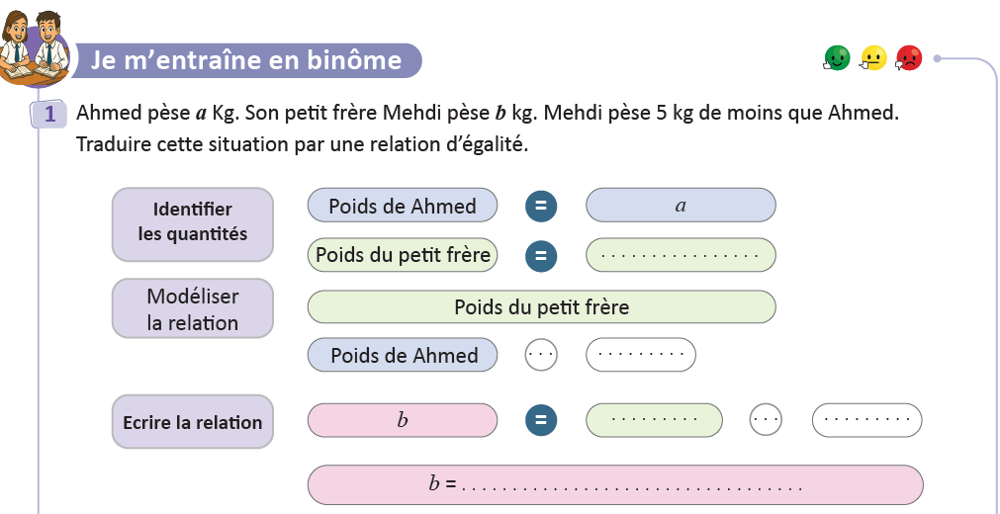 Je m’entraîne en binôme
1 Ahmed pèse a Kg. Son petit frère Mehdi pèse b kg. Mehdi pèse 5 kg de moins que Ahmed.
Traduire cette situation par une relation d’égalité.
Identifier
les quantités
Poids de Ahmed = a
Poids du petit frère = . . . . . . . . . . . . . . . .
Modéliser
la relation
Poids du petit frère
Poids de Ahmed . . . . . . . . . . . .
Ecrire la relation
b = . . . . . . . . . . . . . . . . . . . . .
b = . . . . . . . . . . . . . . . . . . . . . . . . . . . . . . . . . .